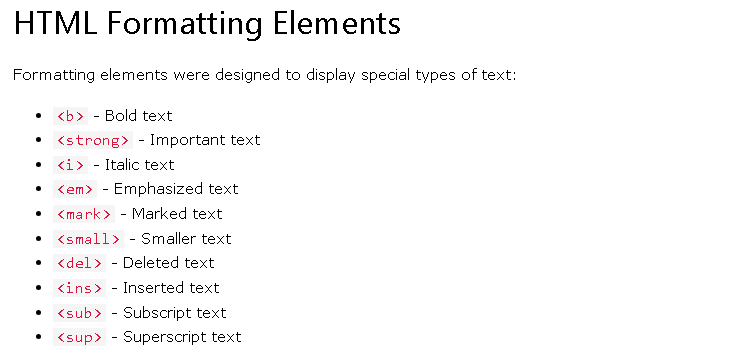 HTML Formatting Elements
Formatting elements were designed to display special types of text:
• <b> - Bold text
• <strong> - Important text
• <i> - Italic text
• <em> - Emphasized text
• <mark> - Marked text
• <small> - Smaller text
• <del> - Deleted text
• <ins> - Inserted text
• <sub> - Subscript text
• <sup> - Superscript text